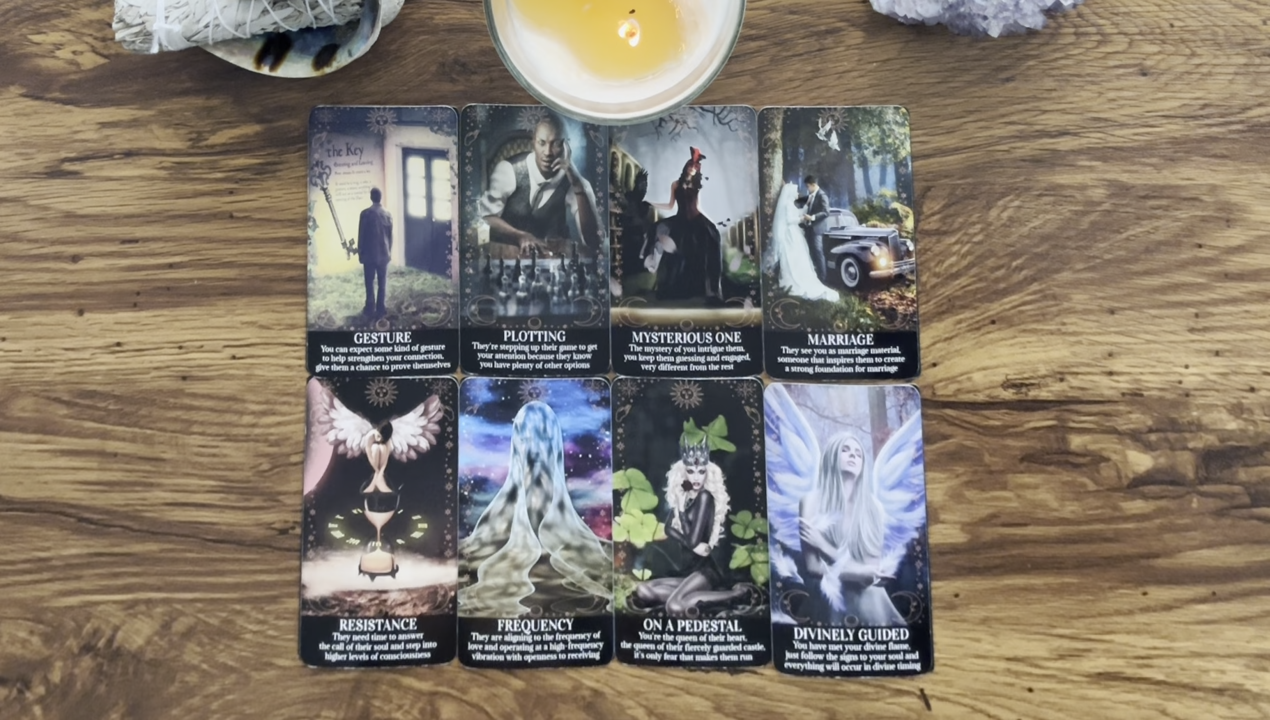 the Key
GESTURE
You can expect some kind of gesture
to help strengthen your connection,
give them a chance to prove themselves
PLOTTING
They're stepping up their game to get
your attention because they know
you have plenty of other options
MYSTERIOUS ONE
The mystery of you intrigue them,
you keep them guessing and engaged,
very different from the rest
MARRIAGE
They see you as marriage material,
someone that inspires them to create
a strong foundation for marriage
RESISTANCE
They need time to answer
the call of their soul and step into
higher levels of consciousness
FREQUENCY
They are aligning to the frequency of
love and operating at a high-frequency
vibration with openness to receiving
ON A PEDESTAL
You're the queen of their heart,
the queen of their fiercely guarded castle,
it's only fear that makes them run
DIVINELY GUIDED
You have met your divine flame,
just follow the signs to your soul and
everything will occur in divine timing